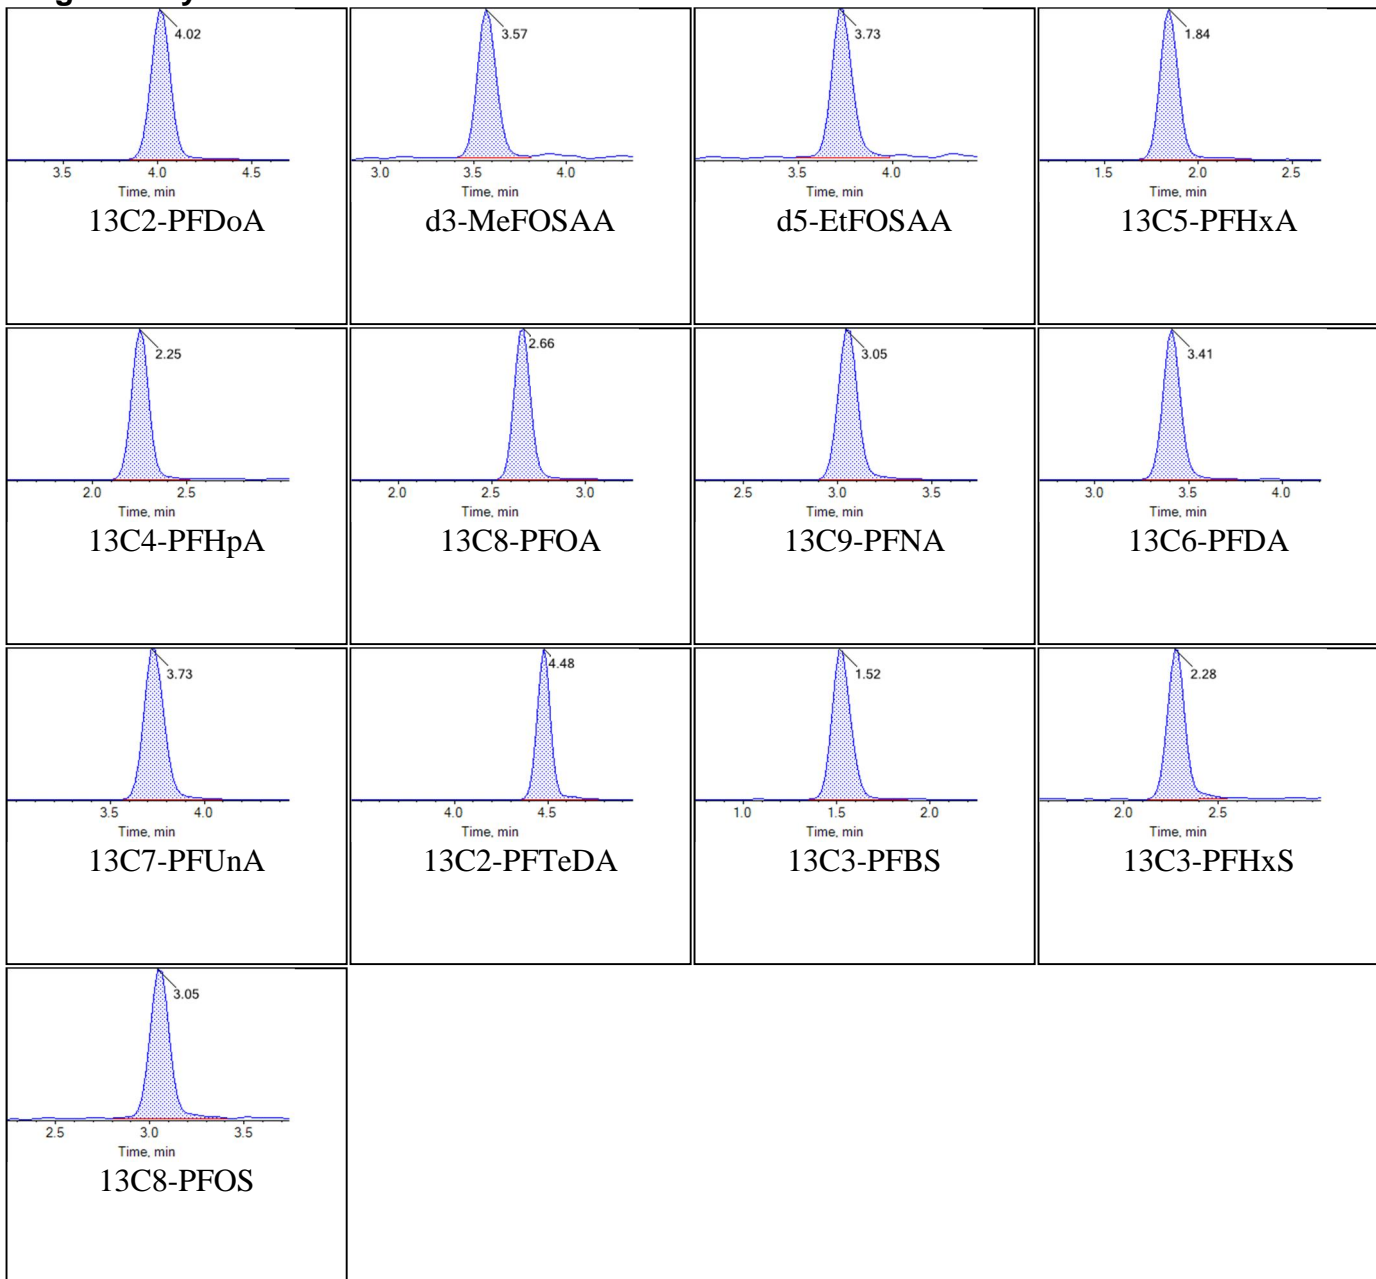 4.02
3.5 4.0 4.5
Time, min
13C2-PFDoA
3.57
3.0 3.5 4.0
Time, min
d3-MeFOSAA
3.73
3.5 4.0
Time, min
d5-EtFOSAA
1.84
1.5 2.0 2.5
Time, min
13C5-PFHxA
2.25
2.0 2.5
Time, min
13C4-PFHpA
2.66
2.0 2.5 3.0
Time, min
13C8-PFOA
3.05
2.5 3.0 3.5
Time, min
13C9-PFNA
3.41
3.0 3.5 4.0
Time, min
13C6-PFDA
3.73
3.5 4.0
Time, min
13C7-PFUnA
4.48
4.0 4.5
Time, min
13C2-PFTeDA
1.52
1.0 1.5 2.0
Time, min
13C3-PFBS
2.28
2.0 2.5
Time, min
13C3-PFHxS
3.05
2.5 3.0 3.5
Time, min
13C8-PFOS